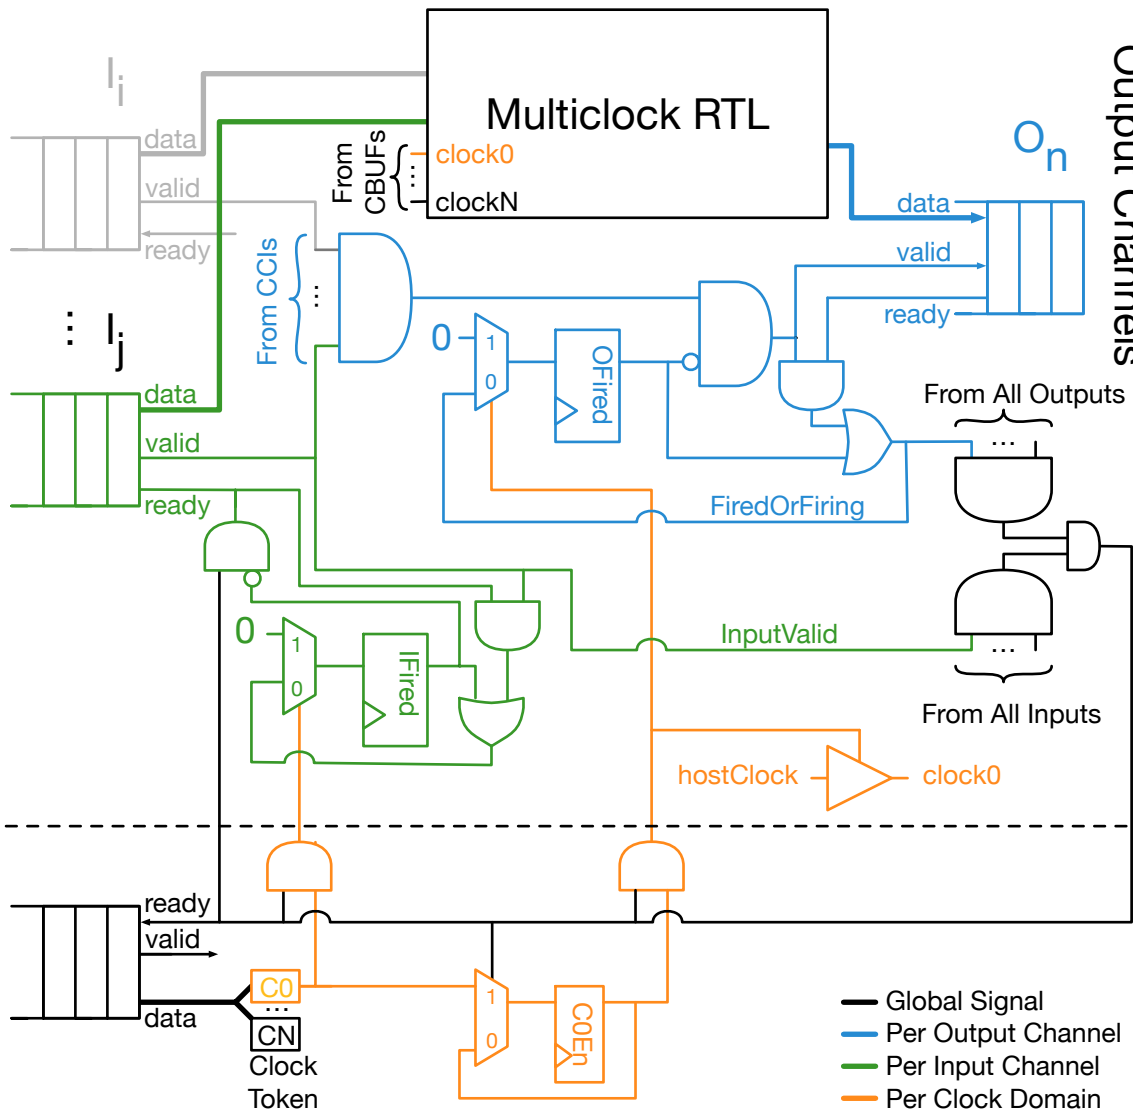 I_i
data
valid
ready
⋮ I_j
data
valid
ready
Multiclock RTL
From
CBUFs
clock0
...
clockN
O_n
Output Channels
data
valid
ready
From CCIs
...
0
1
0
OFired
FiredOrFiring
From All Outputs
...
InputValid
...
From All Inputs
0
1
0
IFired
hostClock
clock0
ready
valid
data
C0
...
CN
Clock
Token
1
0
C0En
Global Signal
Per Output Channel
Per Input Channel
Per Clock Domain